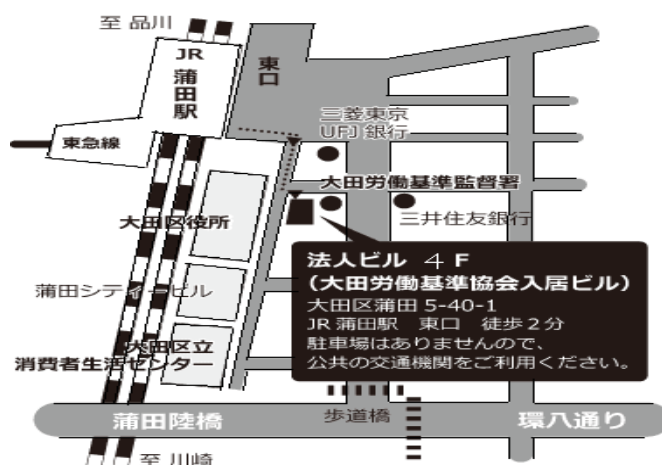 至 品川
JR
蒲田駅
東口
東急線
三菱東京
UFJ 銀行
大田労働基準監督署
三井住友銀行
大田区役所
法人ビル 4F
(大田労働基準協会入居ビル)
大田区蒲田 5-40-1
JR 蒲田駅 東口 徒歩2分
駐車場はありませんので、
公共の交通機関をご利用ください。
蒲田シティービル
大田区立
消費者生活センター
蒲田陸橋
歩道橋
環八通り
至 川崎